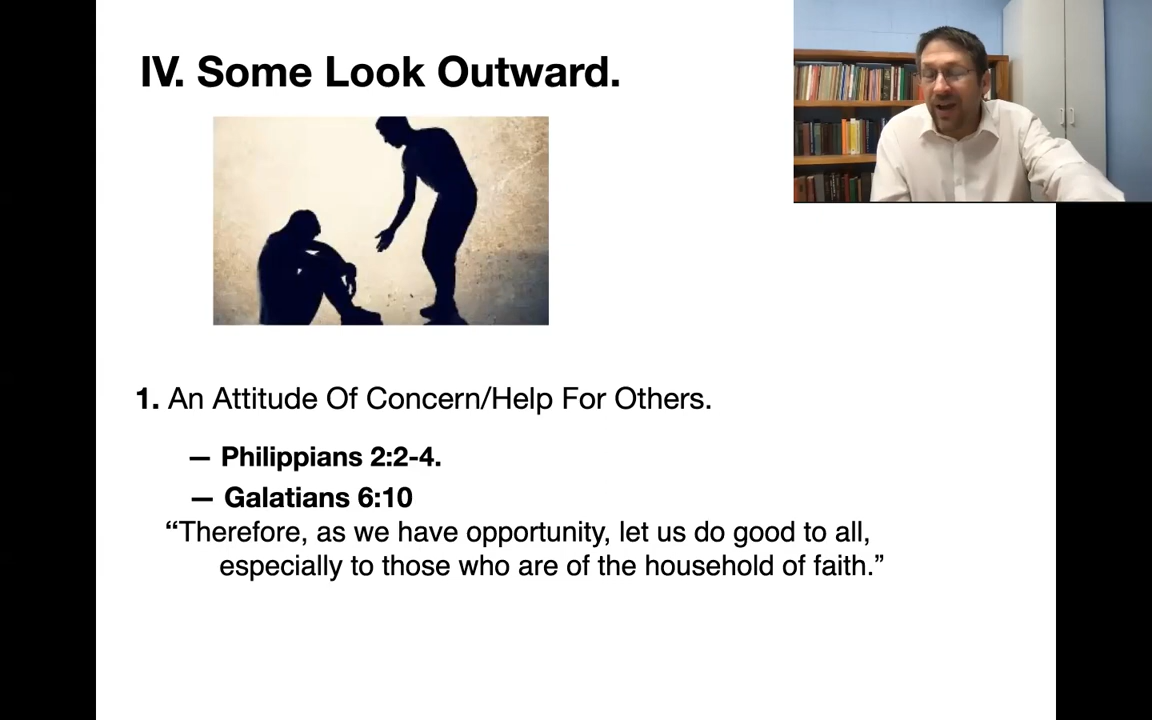 IV. Some Look Outward.
1. An Attitude Of Concern/Help For Others.
— Philippians 2:2-4.
— Galatians 6:10
“Therefore, as we have opportunity, let us do good to all,
especially to those who are of the household of faith.”